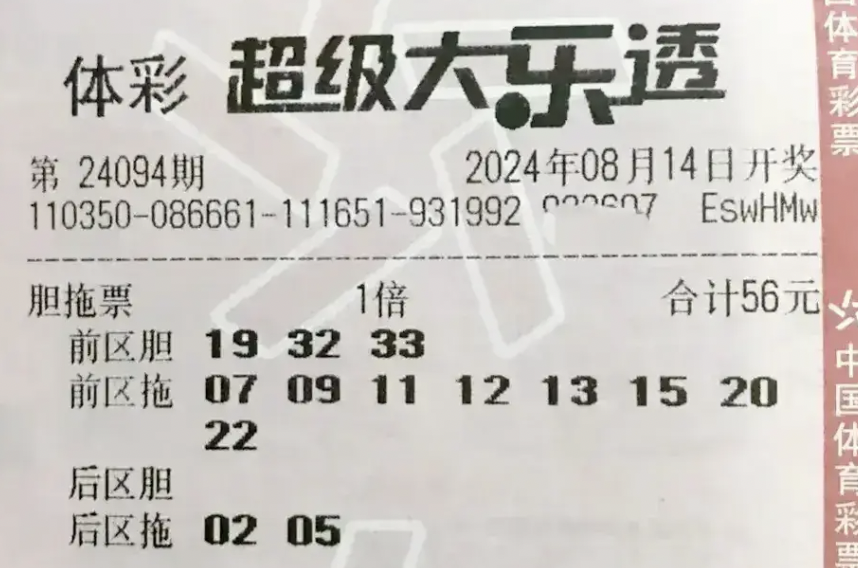 体彩 超级大乐透
第 24094期 2024年08月14日开奖
110350-086661-111651-931992 EswHMw
胆拖票 1倍 合计56元
前区胆 19 32 33
前区拖 07 09 11 12 13 15 20
22
后区胆
后区拖 02 05
国体育彩票
中国体育彩票